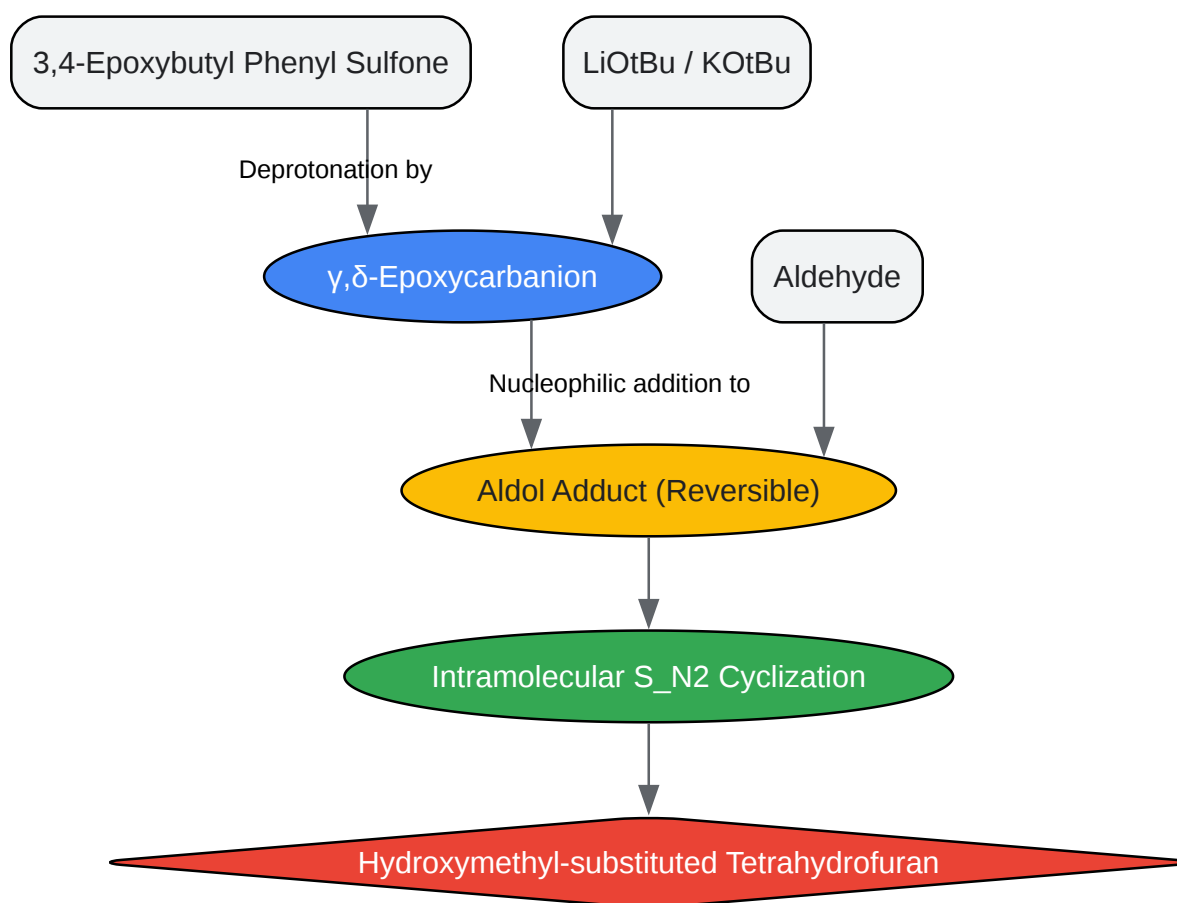 3,4-Epoxybutyl Phenyl Sulfone
LiOtBu / KOtBu
Deprotonation by
γ,δ-Epoxycarbanion
Aldehyde
Nucleophilic addition to
Aldol Adduct (Reversible)
Intramolecular S_N2 Cyclization
Hydroxymethyl-substituted Tetrahydrofuran